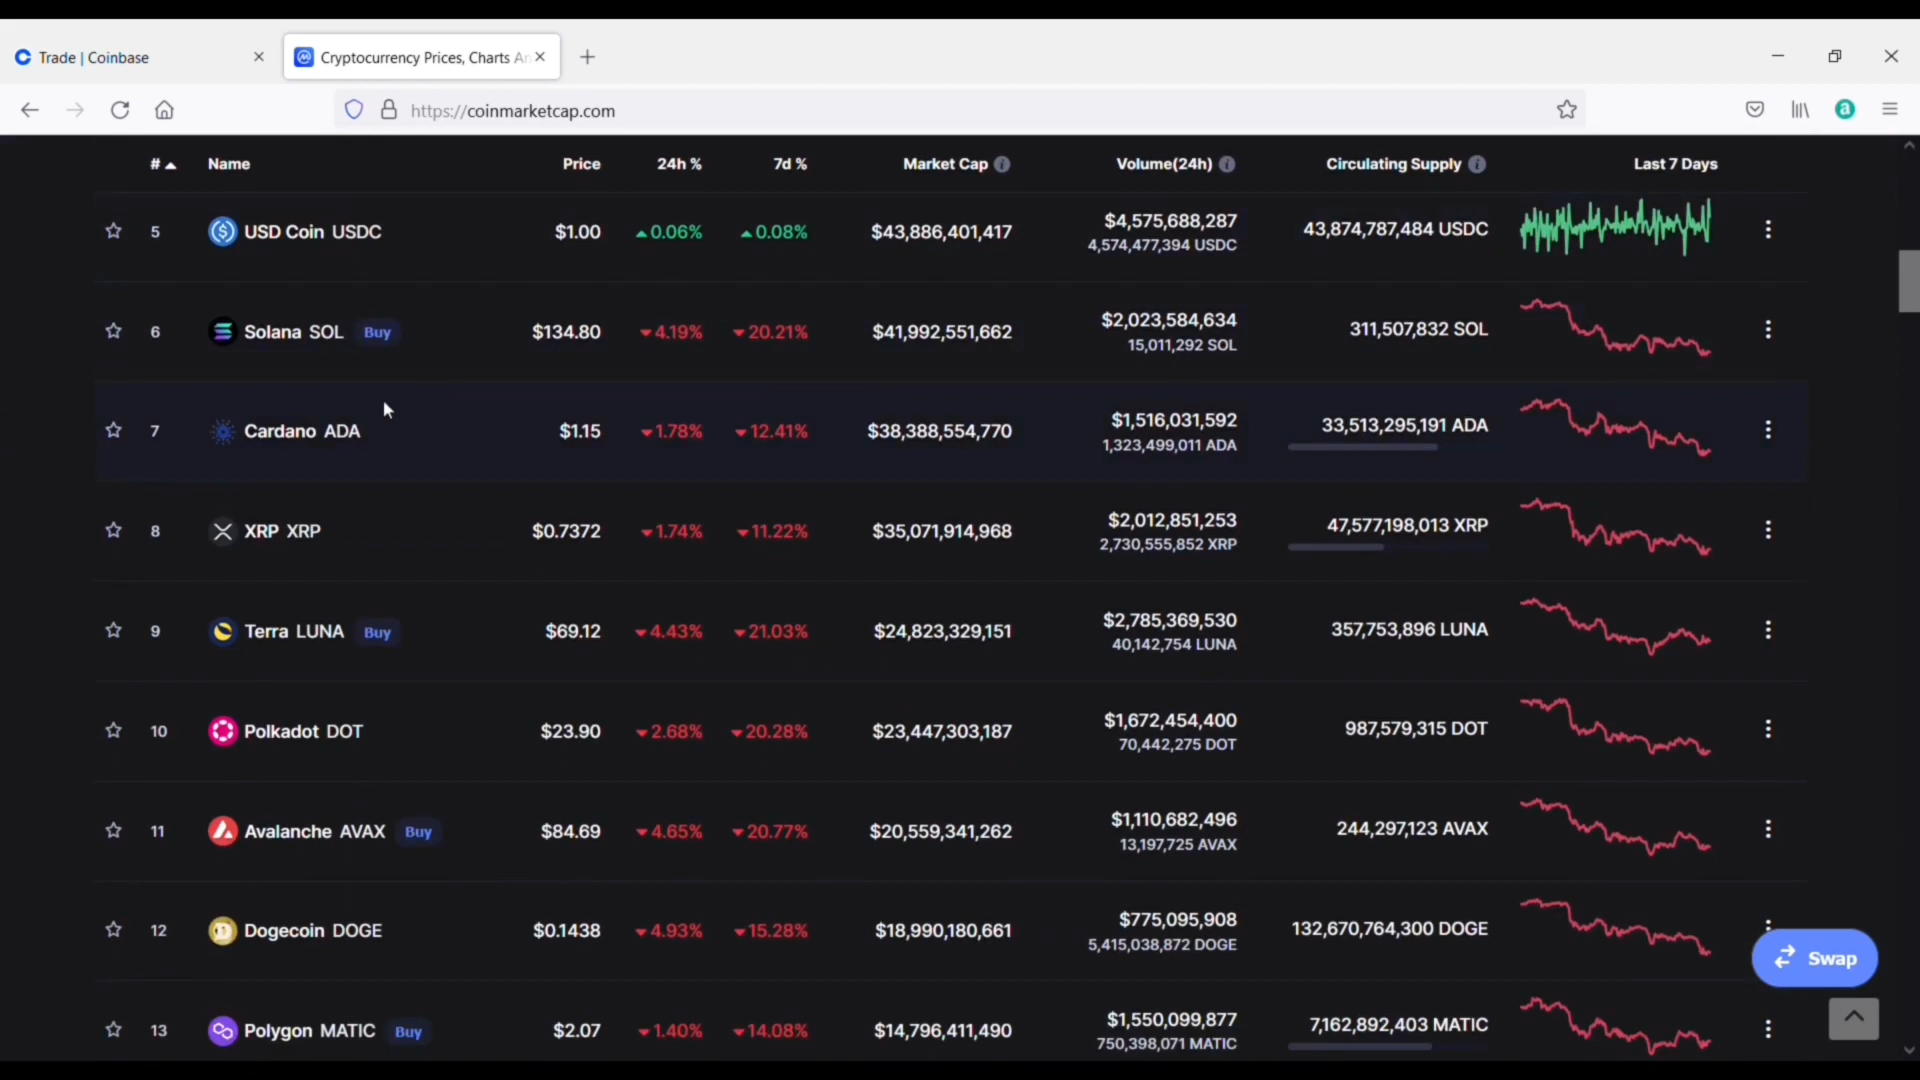 Trade | Coinbase
Cryptocurrency Prices, Charts An
https://coinmarketcap.com
# Name Price 24h % 7d % Market Cap Volume(24h) Circulating Supply Last 7 Days
5 USD Coin USDC $1.00 0.06% 0.08% $43,886,401,417 $4,575,688,287 43,874,787,484 USDC
4,574,477,394 USDC
6 Solana SOL Buy $134.80 4.19% 20.21% $41,992,551,662 $2,023,584,634 311,507,832 SOL
15,011,292 SOL
7 Cardano ADA $1.15 1.78% 12.41% $38,388,554,770 $1,516,031,592 33,513,295,191 ADA
1,323,499,011 ADA
8 XRP XRP $0.7372 1.74% 11.22% $35,071,914,968 $2,012,851,253 47,577,198,013 XRP
2,730,555,852 XRP
9 Terra LUNA Buy $69.12 4.43% 21.03% $24,823,329,151 $2,785,369,530 357,753,896 LUNA
40,142,754 LUNA
10 Polkadot DOT $23.90 2.68% 20.28% $23,447,303,187 $1,672,454,400 987,579,315 DOT
70,442,275 DOT
11 Avalanche AVAX Buy $84.69 4.65% 20.77% $20,559,341,262 $1,110,682,496 244,297,123 AVAX
13,197,725 AVAX
12 Dogecoin DOGE $0.1438 4.93% 15.28% $18,990,180,661 $775,095,908 132,670,764,300 DOGE
5,415,038,872 DOGE
Swap
13 Polygon MATIC Buy $2.07 1.40% 14.08% $14,796,411,490 $1,550,099,877 7,162,892,403 MATIC
750,398,071 MATIC